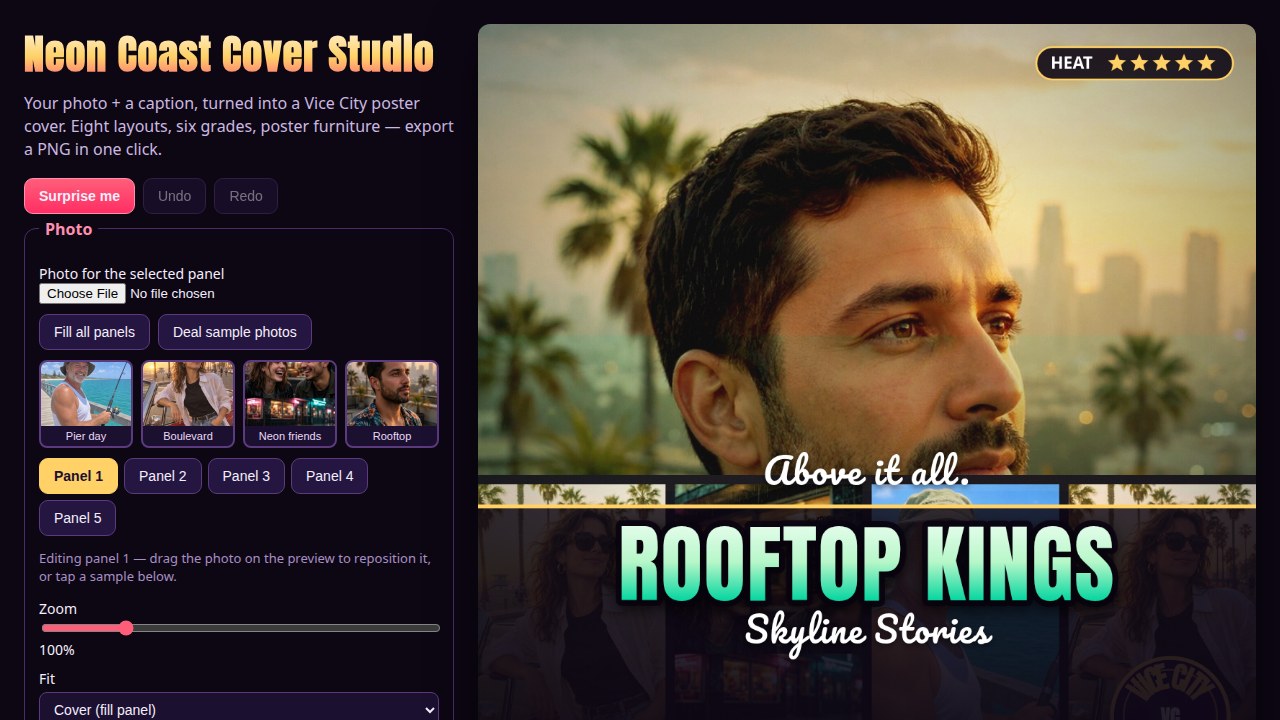 Neon Coast Cover Studio
Your photo + a caption, turned into a Vice City poster
cover. Eight layouts, six grades, poster furniture — export
a PNG in one click.
Surprise me
Undo
Redo
Photo
Photo for the selected panel
Choose File No file chosen
Fill all panels
Deal sample photos
Pier day
Boulevard
Neon friends
Rooftop
Panel 1
Panel 2
Panel 3
Panel 4
Panel 5
Editing panel 1 — drag the photo on the preview to reposition it,
or tap a sample below.
Zoom
100%
Fit
Cover (fill panel)
HEAT ★★★★★
Above it all.
ROOFTOP KINGS
Skyline Stories
VICE CITY